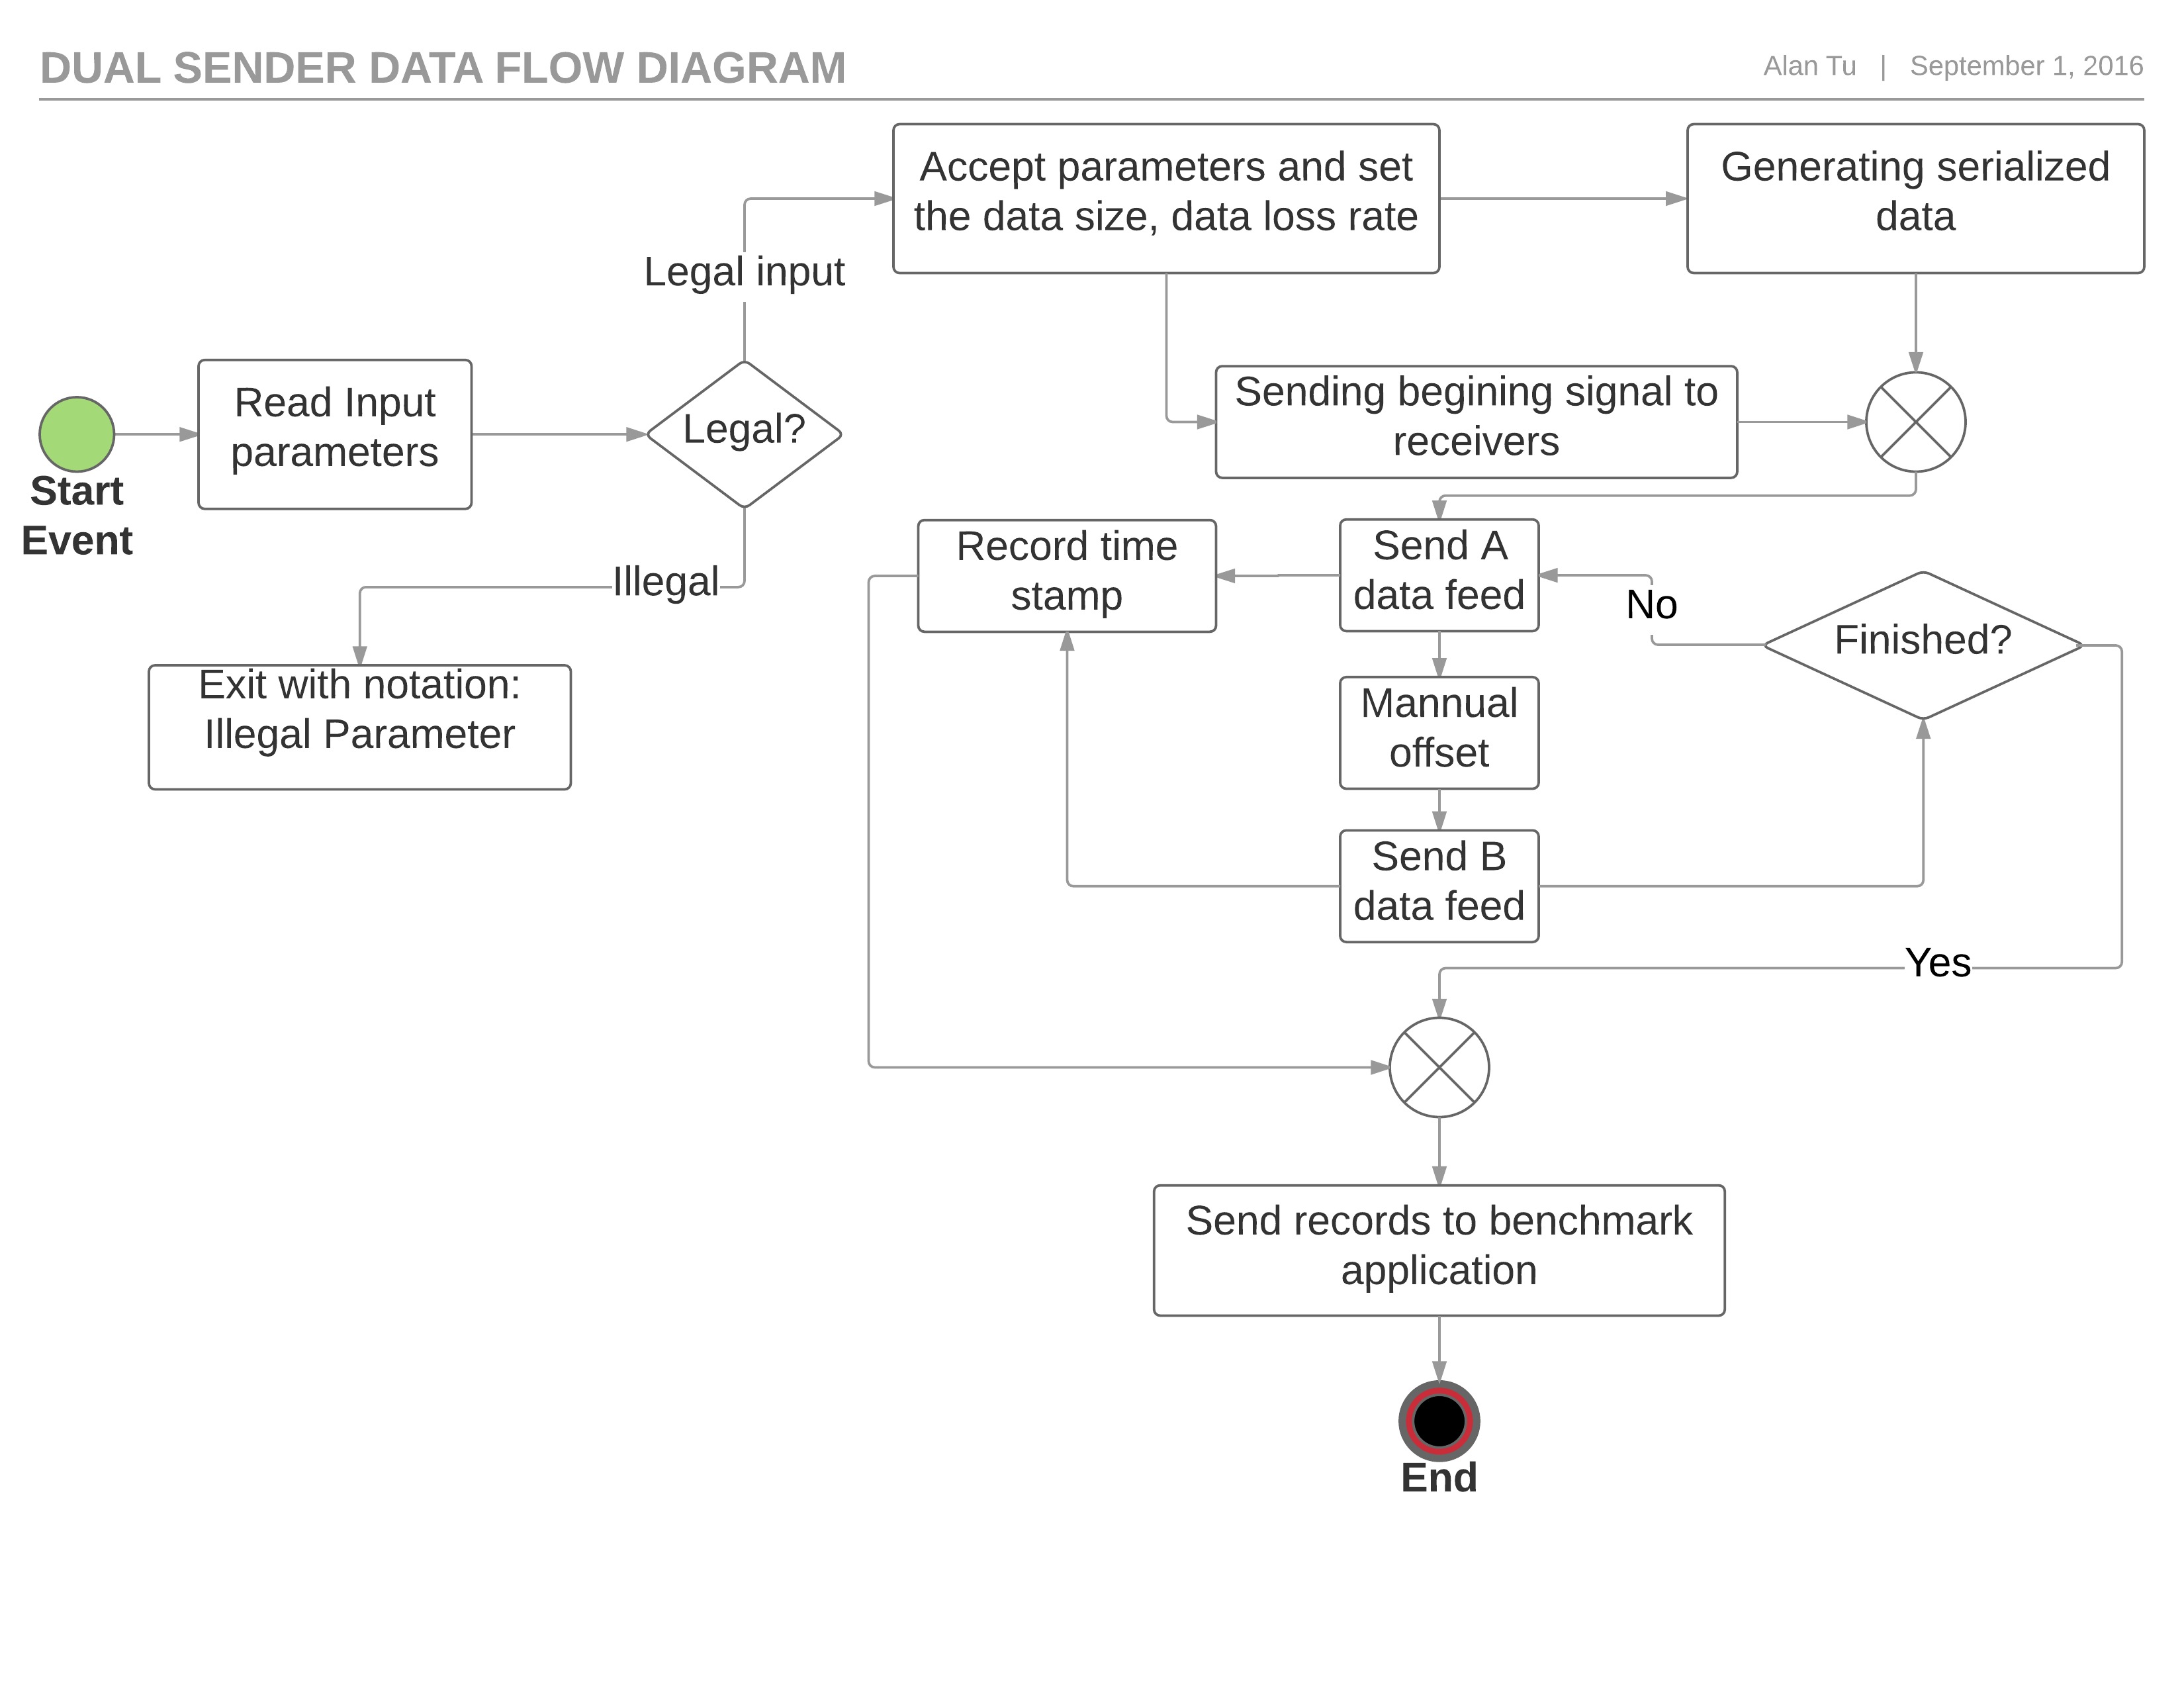 DUAL SENDER DATA FLOW DIAGRAM
Alan Tu | September 1, 2016
Accept parameters and set
the data size, data loss rate
Generating serialized
data
Legal input
Read Input
parameters
Legal?
Sending begining signal to
receivers
Start
Event
Record time
stamp
Send A
data feed
No
Finished?
Illegal
Exit with notation:
Illegal Parameter
Mannual
offset
Send B
data feed
Yes
Send records to benchmark
application
End